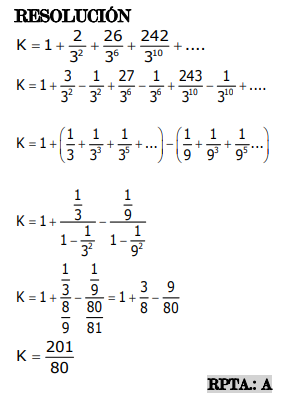 RESOLUCIÓN
K = 1 + 2/3² + 26/3⁶ + 242/3¹⁰ + ....
K = 1 + 3/3² − 1/3² + 27/3⁶ − 1/3⁶ + 243/3¹⁰ − 1/3¹⁰ + ....
K = 1 + (1/3 + 1/3³ + 1/3⁵ + ...) − (1/9 + 1/9³ + 1/9⁵ ...)
K = 1 + (1/3)/(1 − 1/3²) − (1/9)/(1 − 1/9²)
K = 1 + (1/3)/(8/9) − (1/9)/(80/81) = 1 + 3/8 − 9/80
K = 201/80
RPTA.: A